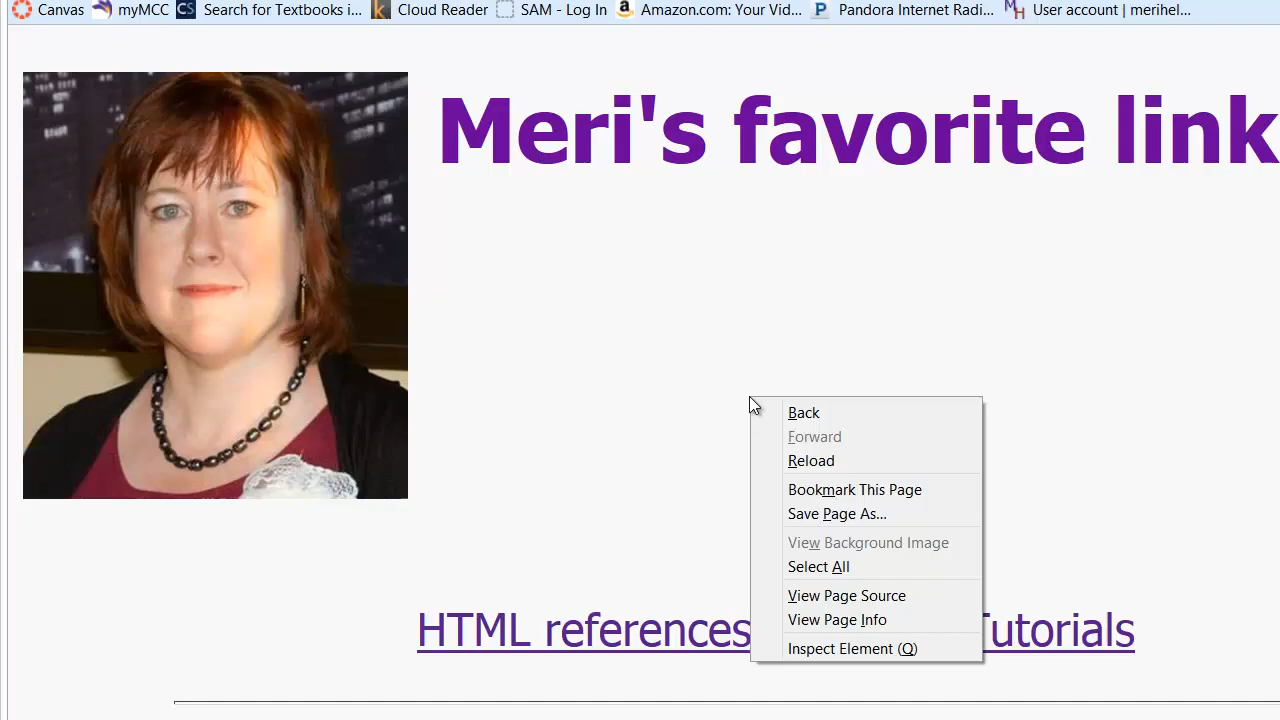 Canvas myMCC Search for Textbooks i... Cloud Reader SAM - Log In Amazon.com: Your Vid... Pandora Internet Radi... User account | merihel...
Meri's favorite link
Back
Forward
Reload
Bookmark This Page
Save Page As...
View Background Image
Select All
View Page Source
View Page Info
Inspect Element (Q)
HTML references Tutorials